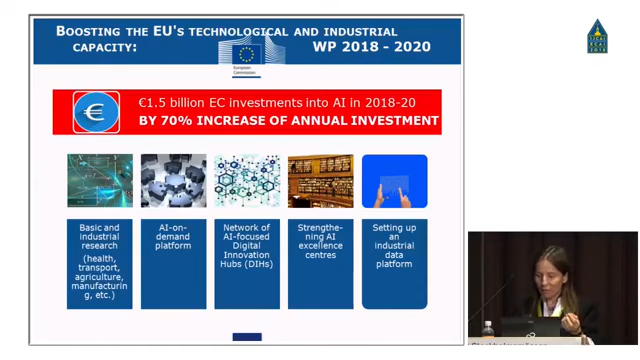 BOOSTING THE EU'S TECHNOLOGICAL AND INDUSTRIAL
CAPACITY: WP 2018 - 2020
European
Commission
€1.5 billion EC investments into AI in 2018-20
BY 70% INCREASE OF ANNUAL INVESTMENT
Basic and
industrial
research
(health,
transport,
agriculture,
manufacturin
g, etc.)
AI-on-
demand
platform
Network of
AI-focused
Digital
Innovation
Hubs (DIHs)
Strengthe-
ning AI
excellence
centres
Setting up
an
industrial
data
platform
IJCAI
ECAI
2018